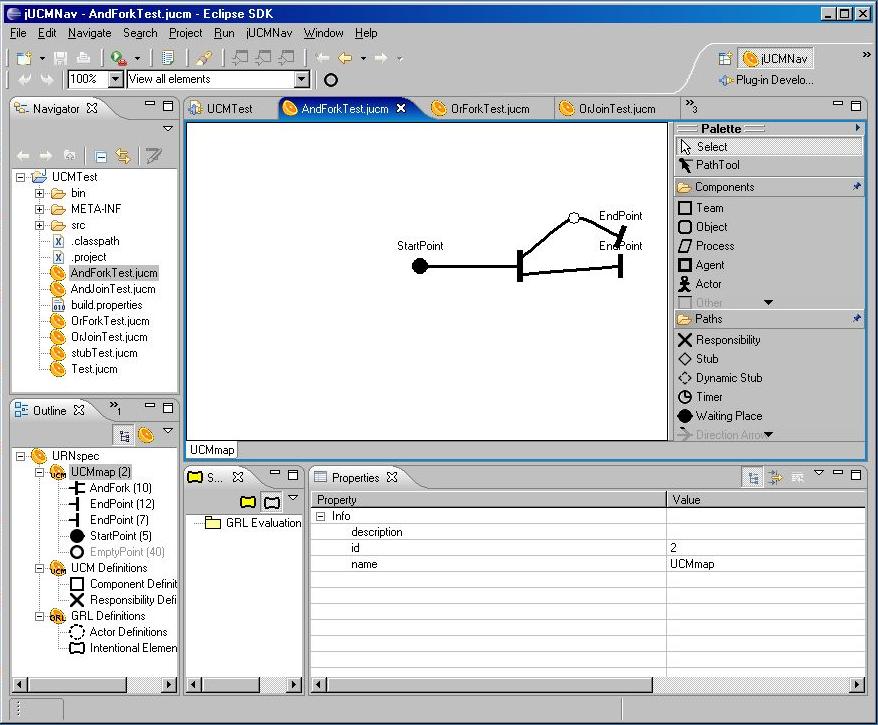 jUCMNav - AndForkTest.jucm - Eclipse SDK
File Edit Navigate Search Project Run jUCMNav Window Help
jUCMNav
100% View all elements
Plug-in Develo...
Navigator
UCMTest AndForkTest.jucm OrForkTest.jucm OrJoinTest.jucm »3
UCMTest
bin
META-INF
src
.classpath
.project
AndForkTest.jucm
AndJoinTest.jucm
build.properties
OrForkTest.jucm
OrJoinTest.jucm
stubTest.jucm
Test.jucm
StartPoint
EndPoint
EndPoint
UCMmap
Palette
Select
PathTool
Components
Team
Object
Process
Agent
Actor
Other
Paths
Responsibility
Stub
Dynamic Stub
Timer
Waiting Place
Direction Arrow
Outline »1
URNspec
UCMmap (2)
AndFork (10)
EndPoint (12)
EndPoint (7)
StartPoint (5)
EmptyPoint (40)
UCM Definitions
Component Definit
Responsibility Defi
GRL Definitions
Actor Definitions
Intentional Elemen
S...
GRL Evaluation
Properties
Property Value
Info
description
id 2
name UCMmap